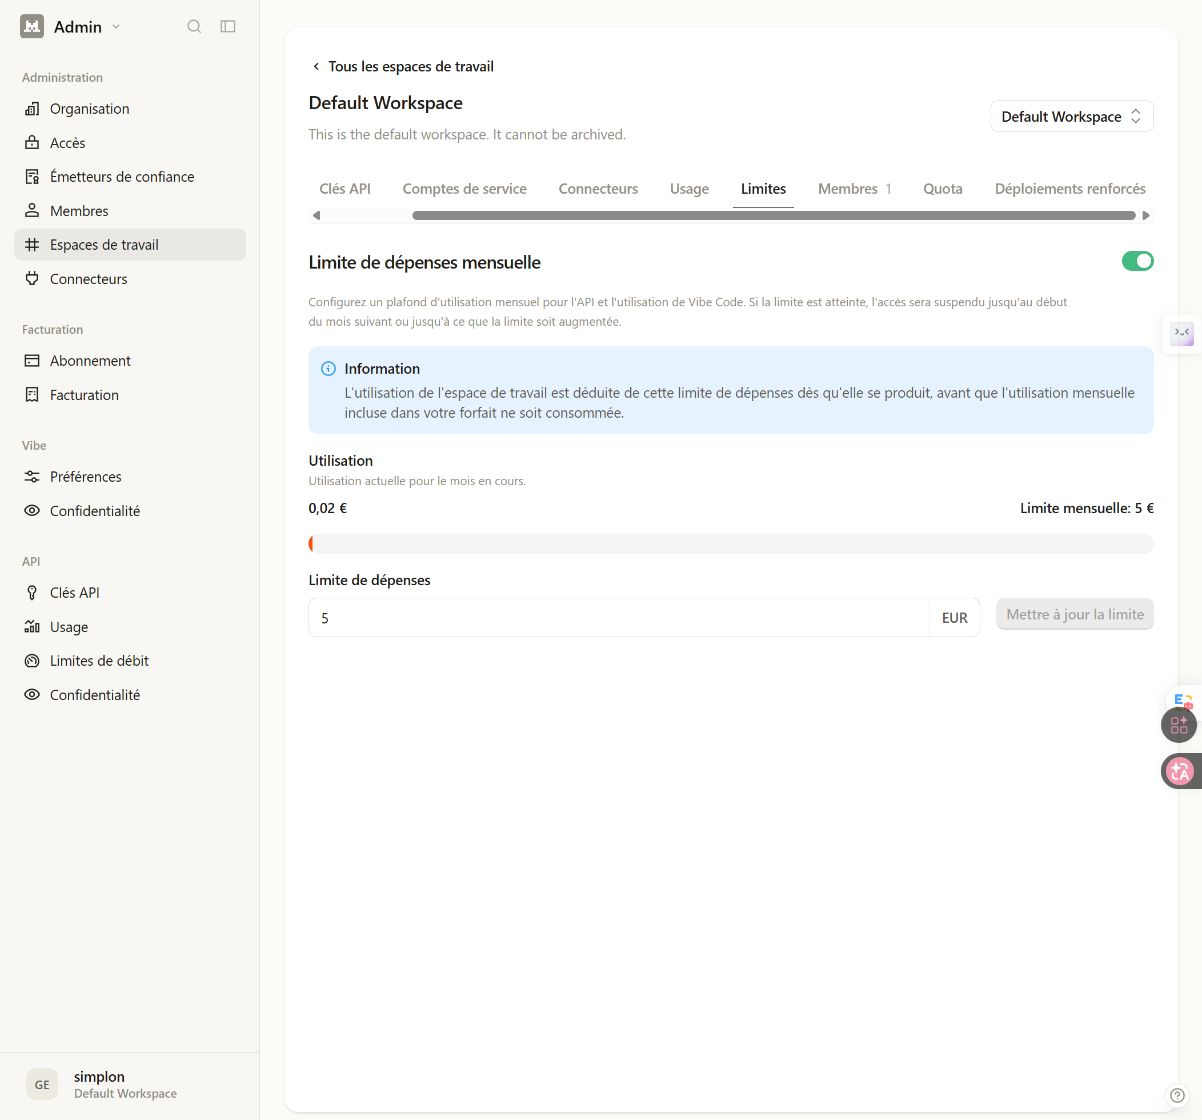 Admin
Administration
Organisation
Accès
Émetteurs de confiance
Membres
Espaces de travail
Connecteurs
Facturation
Abonnement
Facturation
Vibe
Préférences
Confidentialité
API
Clés API
Usage
Limites de débit
Confidentialité
GE
simplon
Default Workspace
Tous les espaces de travail
Default Workspace
This is the default workspace. It cannot be archived.
Default Workspace
Clés API Comptes de service Connecteurs Usage Limites Membres 1 Quota Déploiements renforcés
Limite de dépenses mensuelle
Configurez un plafond d'utilisation mensuel pour l'API et l'utilisation de Vibe Code. Si la limite est atteinte, l'accès sera suspendu jusqu'au début
du mois suivant ou jusqu'à ce que la limite soit augmentée.
Information
L'utilisation de l'espace de travail est déduite de cette limite de dépenses dès qu'elle se produit, avant que l'utilisation mensuelle
incluse dans votre forfait ne soit consommée.
Utilisation
Utilisation actuelle pour le mois en cours.
0,02 € Limite mensuelle: 5 €
Limite de dépenses
5 EUR Mettre à jour la limite